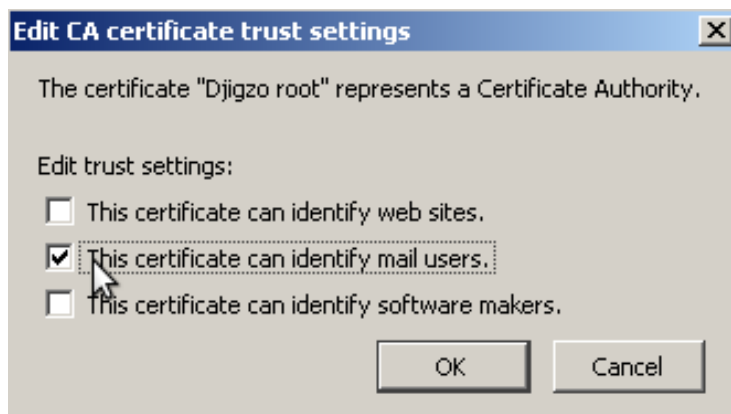 Edit CA certificate trust settings
The certificate "Djigzo root" represents a Certificate Authority.
Edit trust settings:
This certificate can identify web sites.
This certificate can identify mail users.
This certificate can identify software makers.
OK Cancel